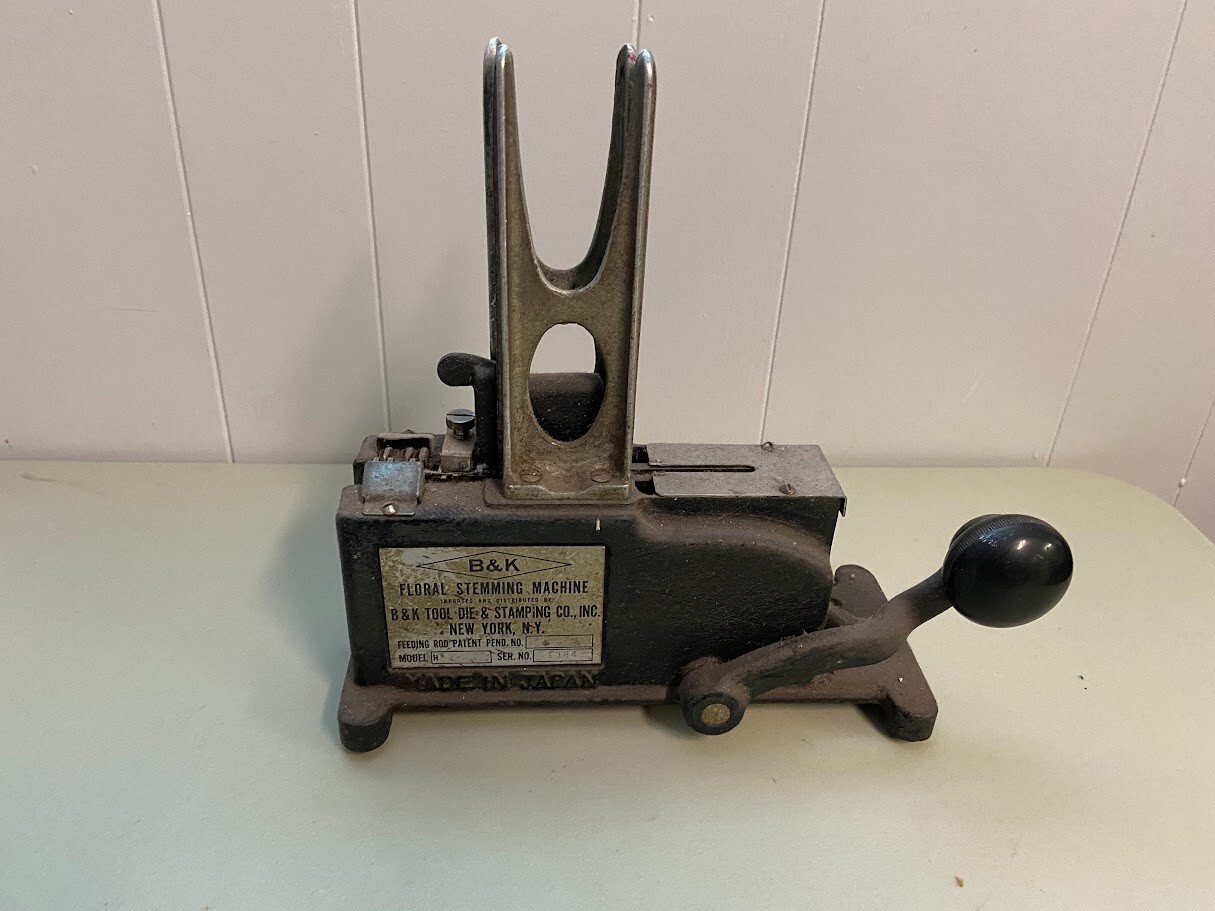 B&K
FLORAL STEMMING MACHINE
IMPORTED AND DISTRIBUTED BY
B & K TOOL DIE & STAMPING CO., INC.
NEW YORK, N.Y.
FEEDING ROD PATENT PEND. NO.
MODEL H SER. NO.
MADE IN JAPAN